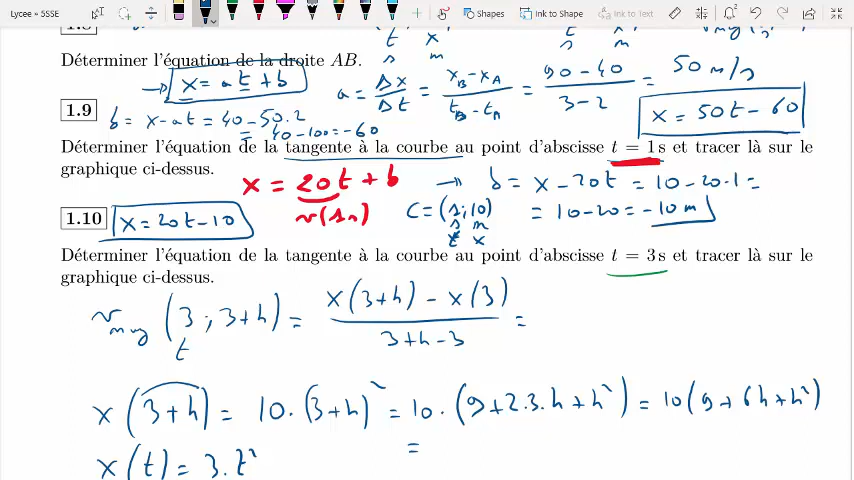 Lycee » 5SSE
Shapes Ink to Shape Ink to Text
t x
s m
s m
Déterminer l'équation de la droite AB.
→ x = at + b
a = Δx/Δt = (x_B - x_A)/(t_B - t_A) = (90 - 40)/(3 - 2) = 50 m/s
1.9
b = x - at = 40 - 50.2
= 40 - 100 = -60
x = 50t - 60
Déterminer l'équation de la tangente à la courbe au point d'abscisse t = 1 s et tracer là sur le
graphique ci-dessus.
x = 20t + b
→ b = x - 20t = 10 - 20.1 =
v(1s)
C = (1;10)
= 10 - 20 = -10 m
s m
t x
1.10
x = 20t - 10
Déterminer l'équation de la tangente à la courbe au point d'abscisse t = 3 s et tracer là sur le
graphique ci-dessus.
v_moy (3 ; 3+h) = (x(3+h) - x(3))/(3+h-3) =
t
x(3+h) = 10.(3+h)² = 10.(9+2.3.h+h²) = 10(9+6h+h²)
=
x(t) = 3.t²